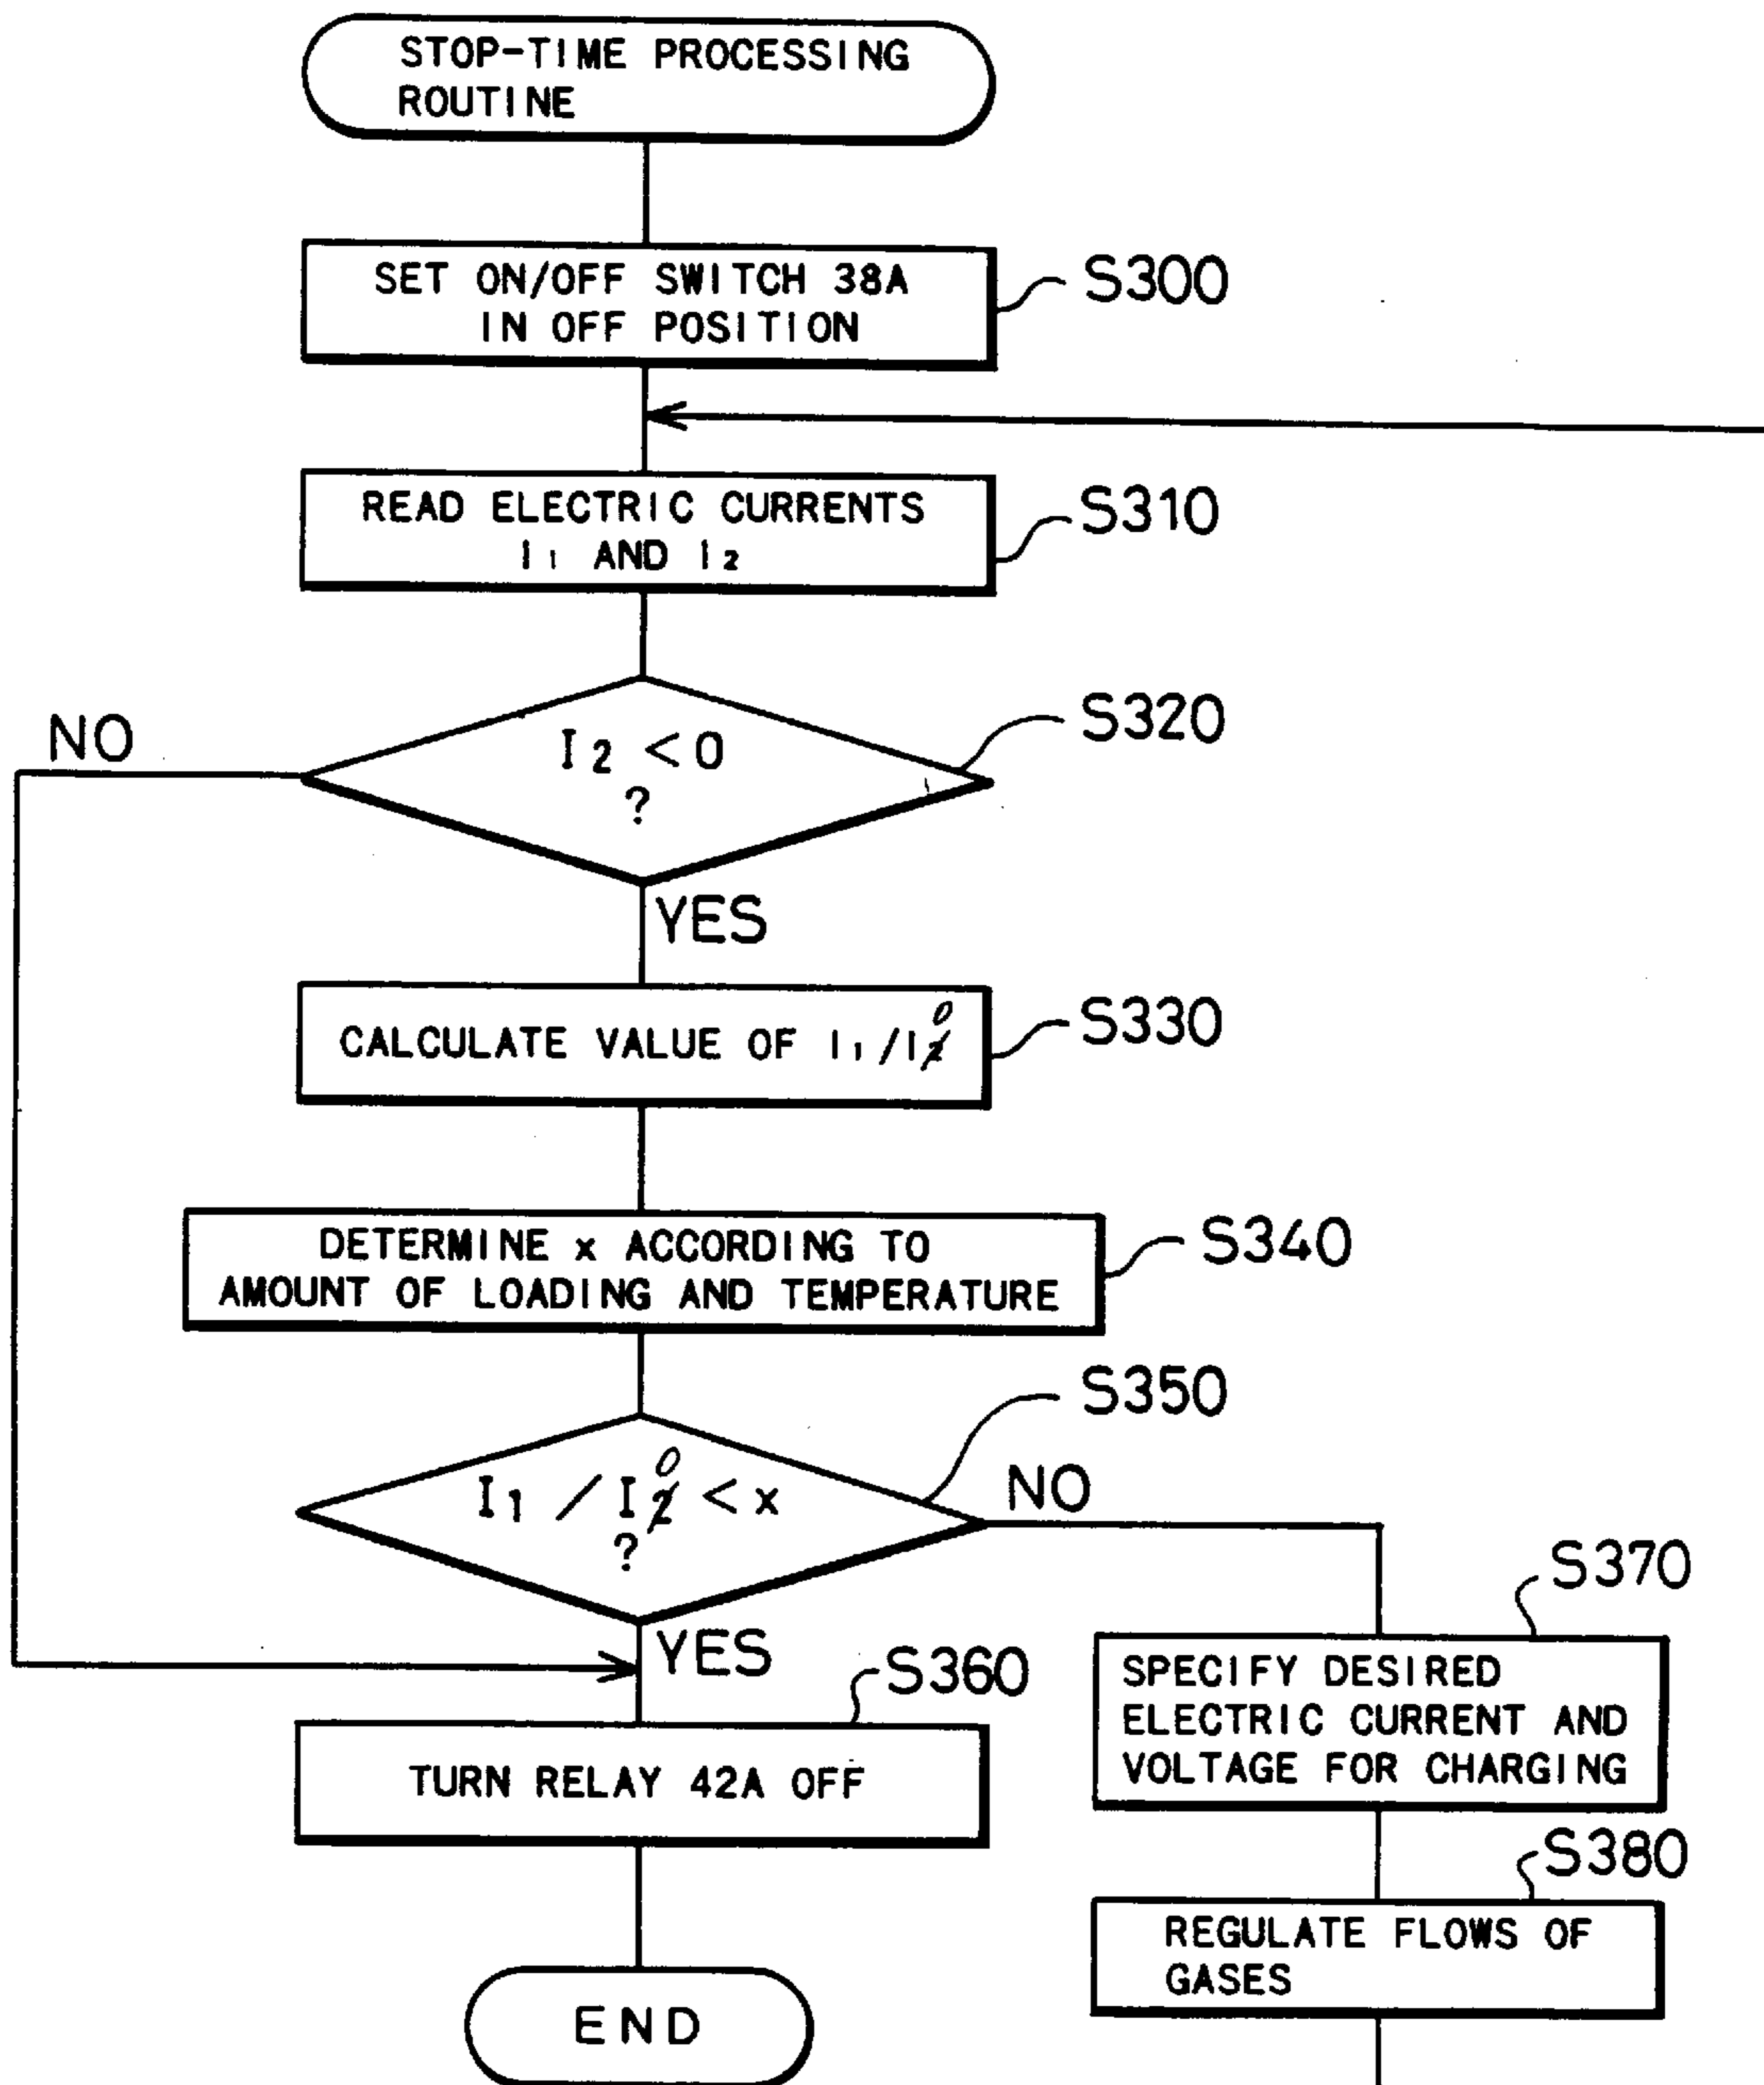 STOP-TIME PROCESSING
ROUTINE
SET ON/OFF SWITCH 38A
IN OFF POSITION
S300
READ ELECTRIC CURRENTS
I1 AND I2
S310
I2 <0
?
S320
NO
YES
CALCULATE VALUE OF I1/I0
S330
DETERMINE x ACCORDING TO
AMOUNT OF LOADING AND TEMPERATURE
S340
I1 / I0 < x
?
S350
NO
YES
S360
TURN RELAY 42A OFF
END
S370
SPECIFY DESIRED
ELECTRIC CURRENT AND
VOLTAGE FOR CHARGING
S380
REGULATE FLOWS OF
GASES